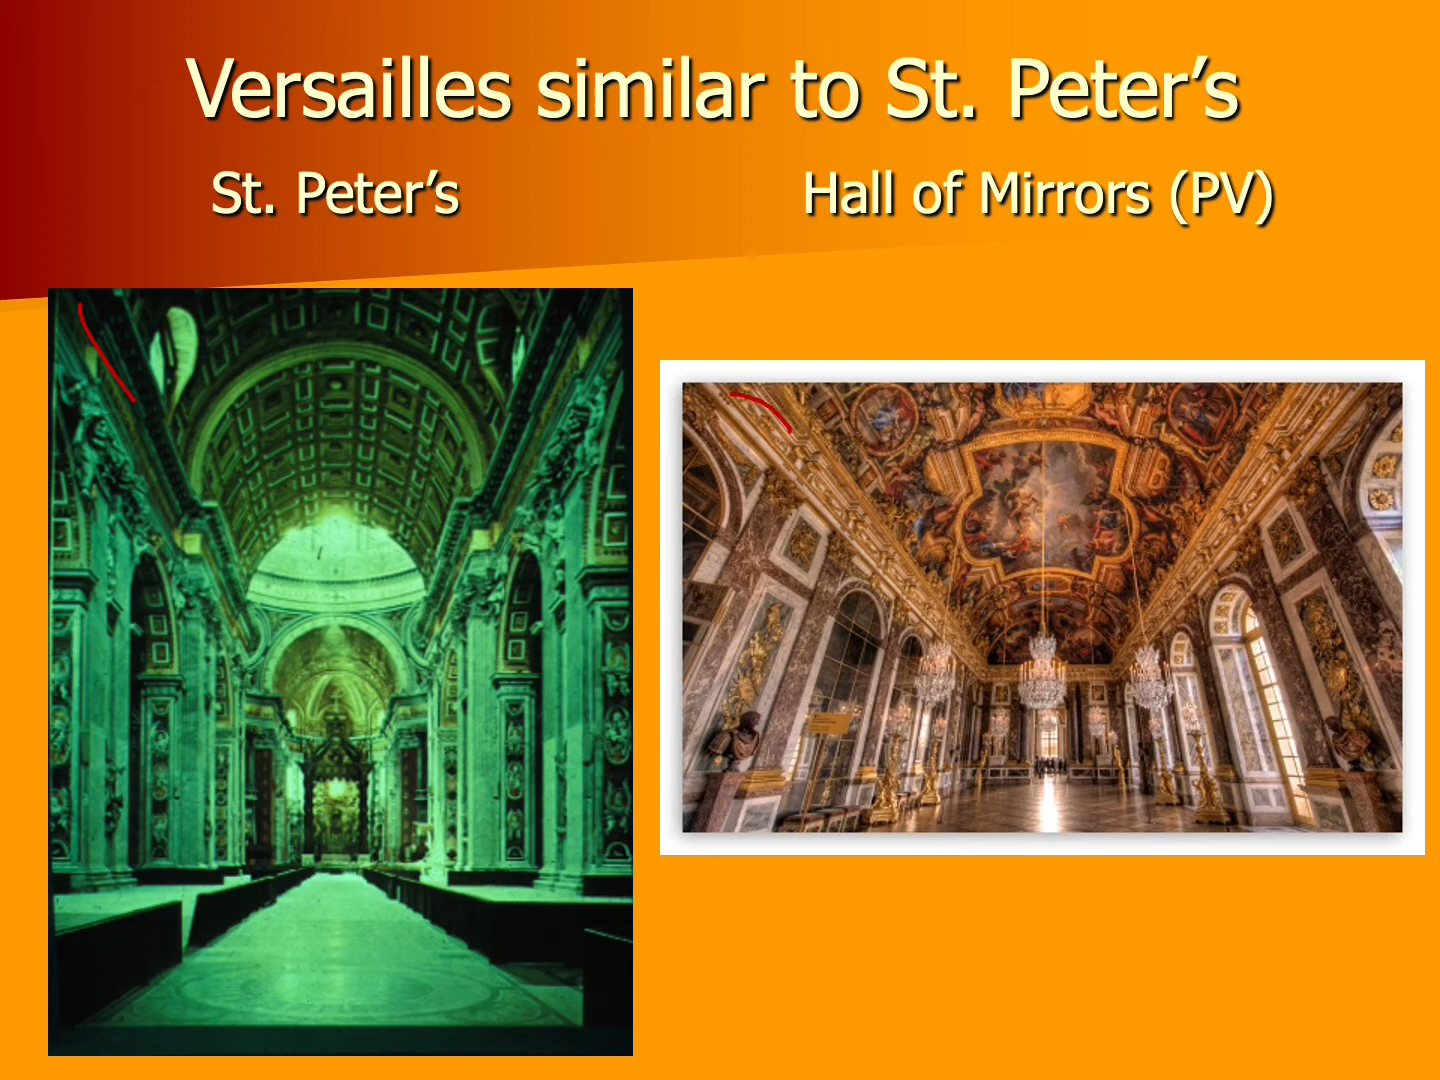 Versailles similar to St. Peter’s
St. Peter’s
Hall of Mirrors (PV)